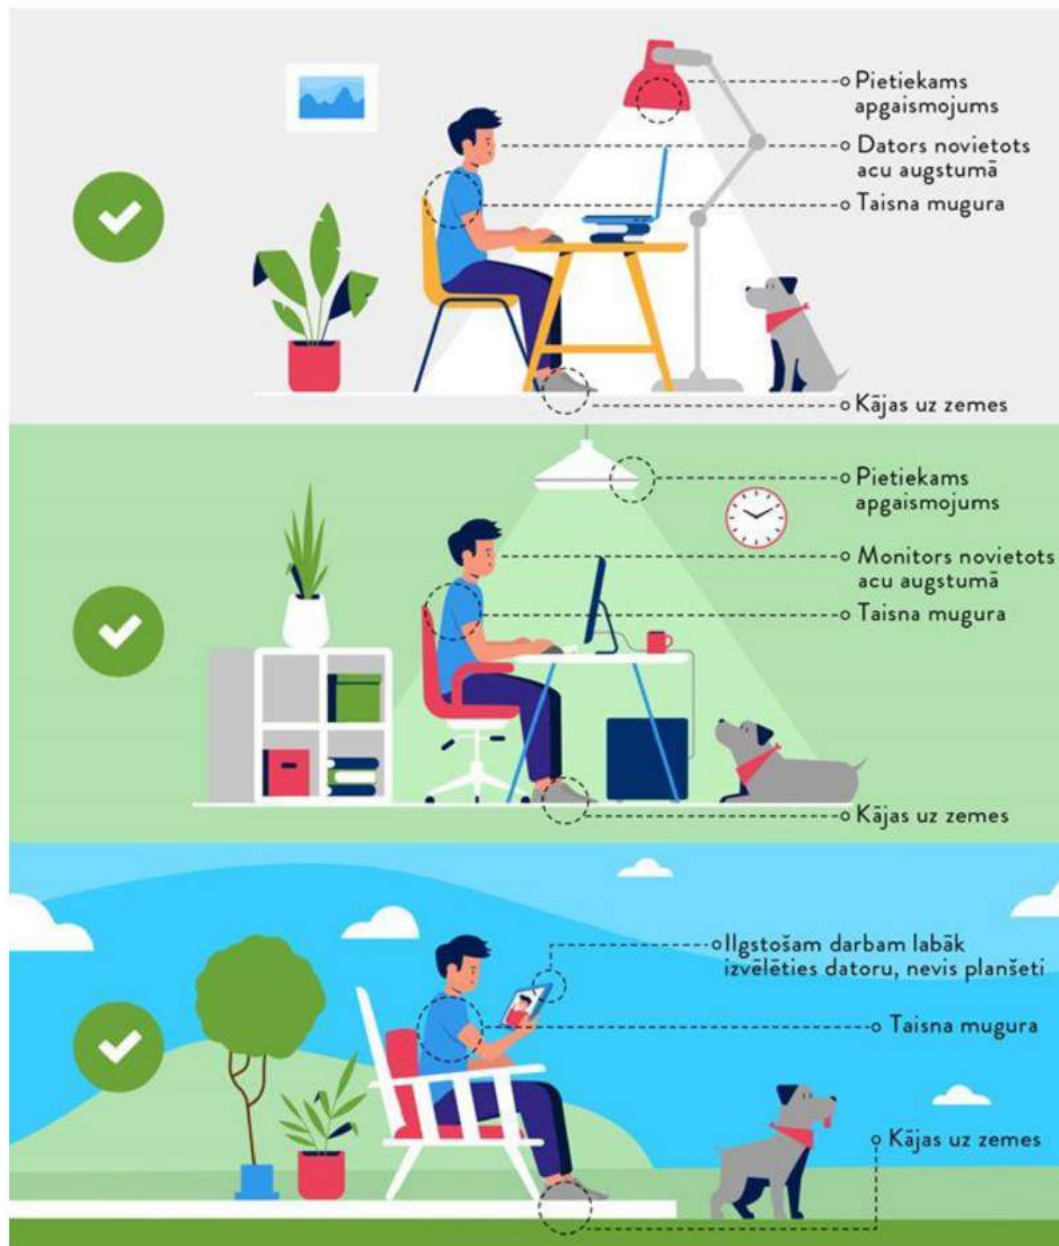 Pietiekams
apgaismojums
Dators novietots
acu augstumā
Taisna mugura
Kājas uz zemes
Pietiekams
apgaismojums
Monitors novietots
acu augstumā
Taisna mugura
Kājas uz zemes
Ilgstošam darbam labāk
izvēlēties datoru, nevis planšeti
Taisna mugura
Kājas uz zemes